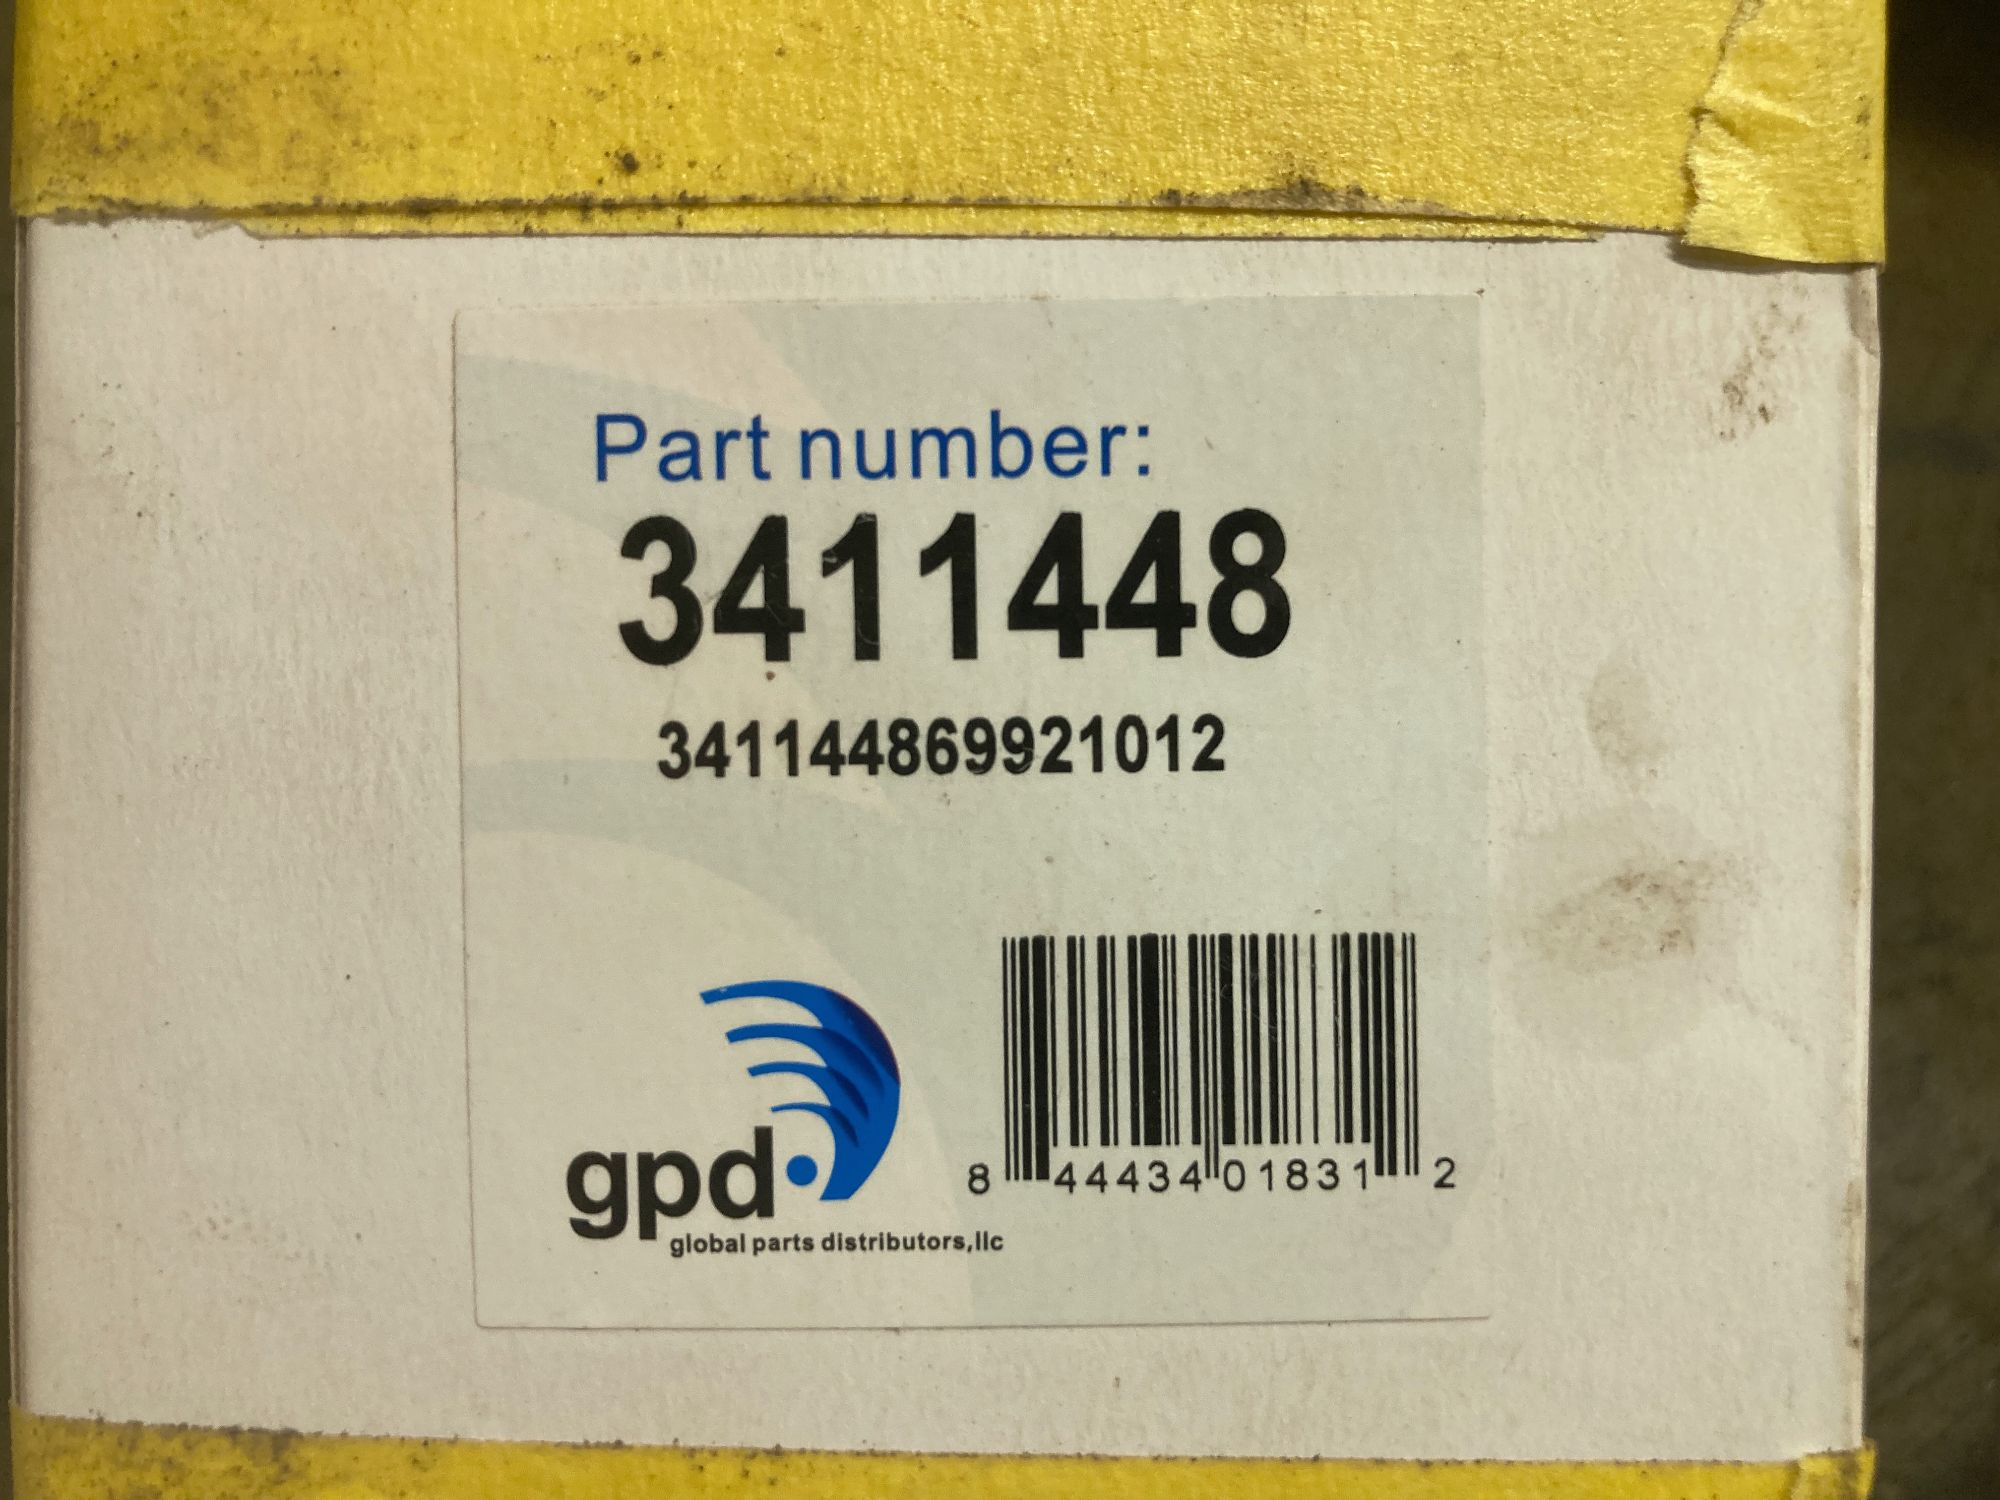 Part number:
3411448
341144869921012
gpd
global parts distributors,llc
8 44434 01831 2